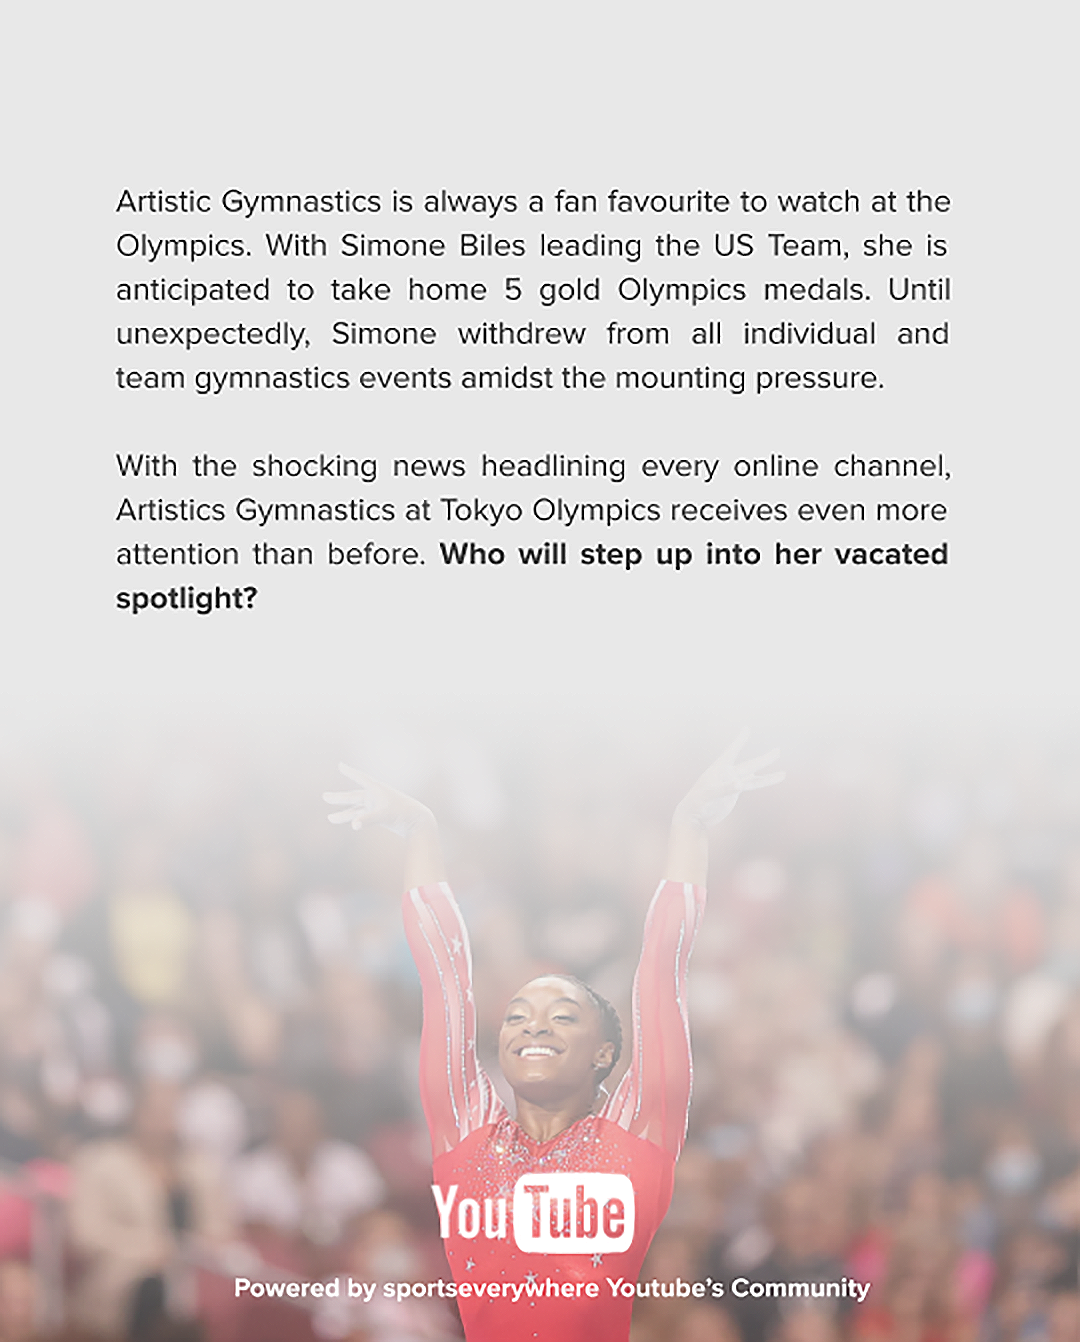 Artistic Gymnastics is always a fan favourite to watch at the
Olympics. With Simone Biles leading the US Team, she is
anticipated to take home 5 gold Olympics medals. Until
unexpectedly, Simone withdrew from all individual and
team gymnastics events amidst the mounting pressure.
With the shocking news headlining every online channel,
Artistics Gymnastics at Tokyo Olympics receives even more
attention than before. Who will step up into her vacated
spotlight?
YouTube
Powered by sportseverywhere Youtube's Community